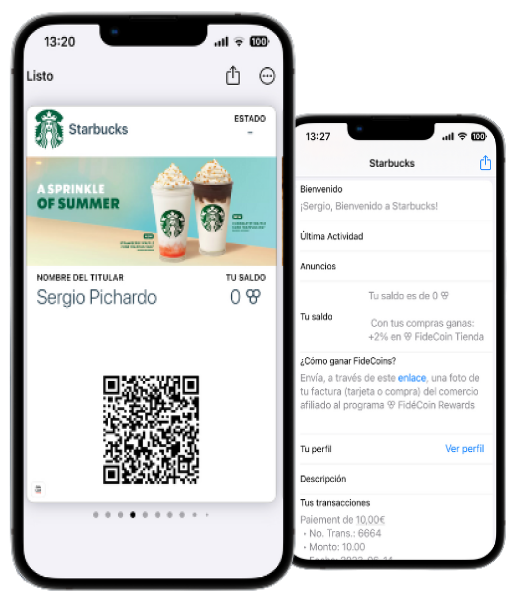 13:20
100
Listo
Starbucks
ESTADO
–
A SPRINKLE
OF SUMMER
NOMBRE DEL TITULAR
TU SALDO
Sergio Pichardo
0
13:27
100
Starbucks
Bienvenido
¡Sergio, Bienvenido a Starbucks!
Última Actividad
Anuncios
Tu saldo es de 0
Tu saldo
Con tus compras ganas:
+2% en FideCoin Tienda
¿Cómo ganar FideCoins?
Envía, a través de este enlace, una foto de
tu factura (tarjeta o compra) del comercio
afiliado al programa FidéCoin Rewards
Tu perfil
Ver perfil
Descripción
Tus transacciones
Paiement de 10,00€
• No. Trans.: 6664
• Monto: 10.00